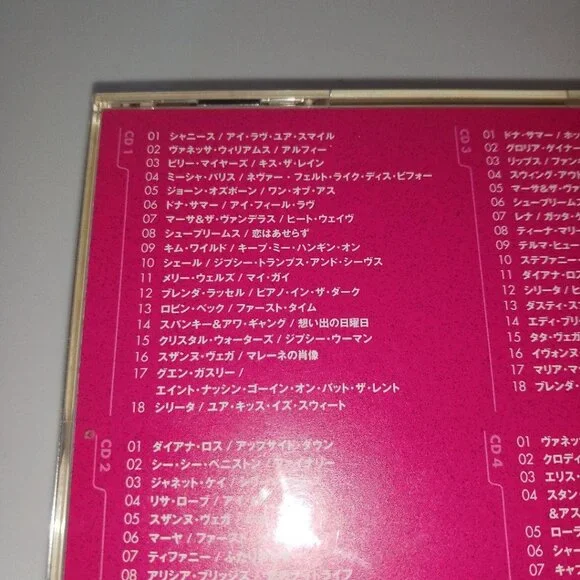 CD 1
01 シャニース / アイ・ラヴ・ユア・スマイル
02 ヴァネッサ・ウィリアムス / アルフィー
03 ビリー・マイヤーズ / キス・ザ・レイン
04 ミーシャ・パリス / ネヴァー・フェルト・ライク・ディス・ビフォー
05 ジョーン・オズボーン / ワン・オブ・アス
06 ドナ・サマー / アイ・フィール・ラヴ
07 マーサ&ザ・ヴァンデラス / ヒート・ウェイヴ
08 シュープリームス / 恋はあせらず
09 キム・ワイルド / キープ・ミー・ハンギン・オン
10 シェール / ジプシー・トランプス・アンド・シーヴス
11 メリー・ウェルズ / マイ・ガイ
12 ブレンダ・ラッセル / ピアノ・イン・ザ・ダーク
13 ロビン・ベック / ファースト・タイム
14 スパンキー&アワ・ギャング / 想い出の日曜日
15 クリスタル・ウォーターズ / ジプシー・ウーマン
16 スザンヌ・ヴェガ / マレーネの肖像
17 グエン・ガスリー /
エイント・ナッシン・ゴーイン・オン・バット・ザ・レント
18 シリータ / ユア・キッス・イズ・スウィート
CD 2
01 ダイアナ・ロス / アップサイド・ダウン
02 シー・シー・ペニストン /
03 ジャネット・ケイ /
04 リサ・ローブ /
05 スザンヌ・ヴェガ
06 マーヤ / ファースト
07 ティファニー /
08 アリシア・ブリッジス
CD 3
01 ドナ・サマー / ホッ
02 グロリア・ゲイナー
03 リップス / ファン
04 スウィング・アウト
05 マーサ&ザ・ヴァ
06 シュープリームス
07 レナ / ガッタ・
08 ティーナ・マリー
09 テルマ・ヒュー
10 ステファニー・
11 ダイアナ・ロス
12 シリータ / ヒ
13 ダスティ・ス
14 エディ・ブリ
15 タタ・ヴェガ
16 イヴォンヌ
17 マリア・マ
18 ブレンダ・
CD 4
01 ヴァネッ
02 クロディ
03 エリス・
04 スタン
&アス
05 ローラ
06 シャー
07 キャフ